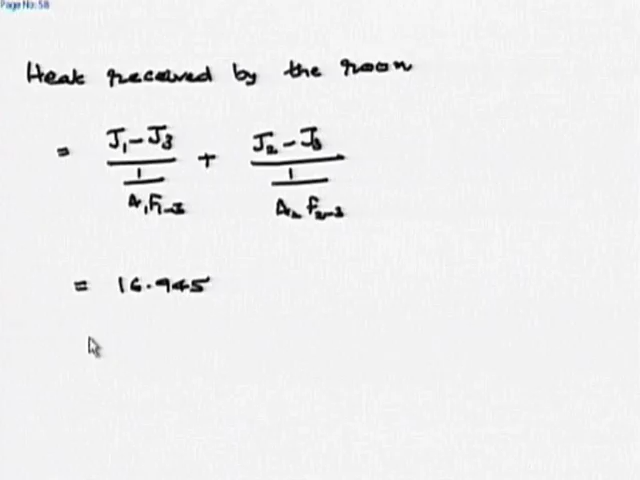 Page No: 58
Heat received by the room
= J₁-J₃ / (1 / A₁F₁₋₃) + J₂-J₃ / (1 / A₂F₂₋₃)
= 16.945